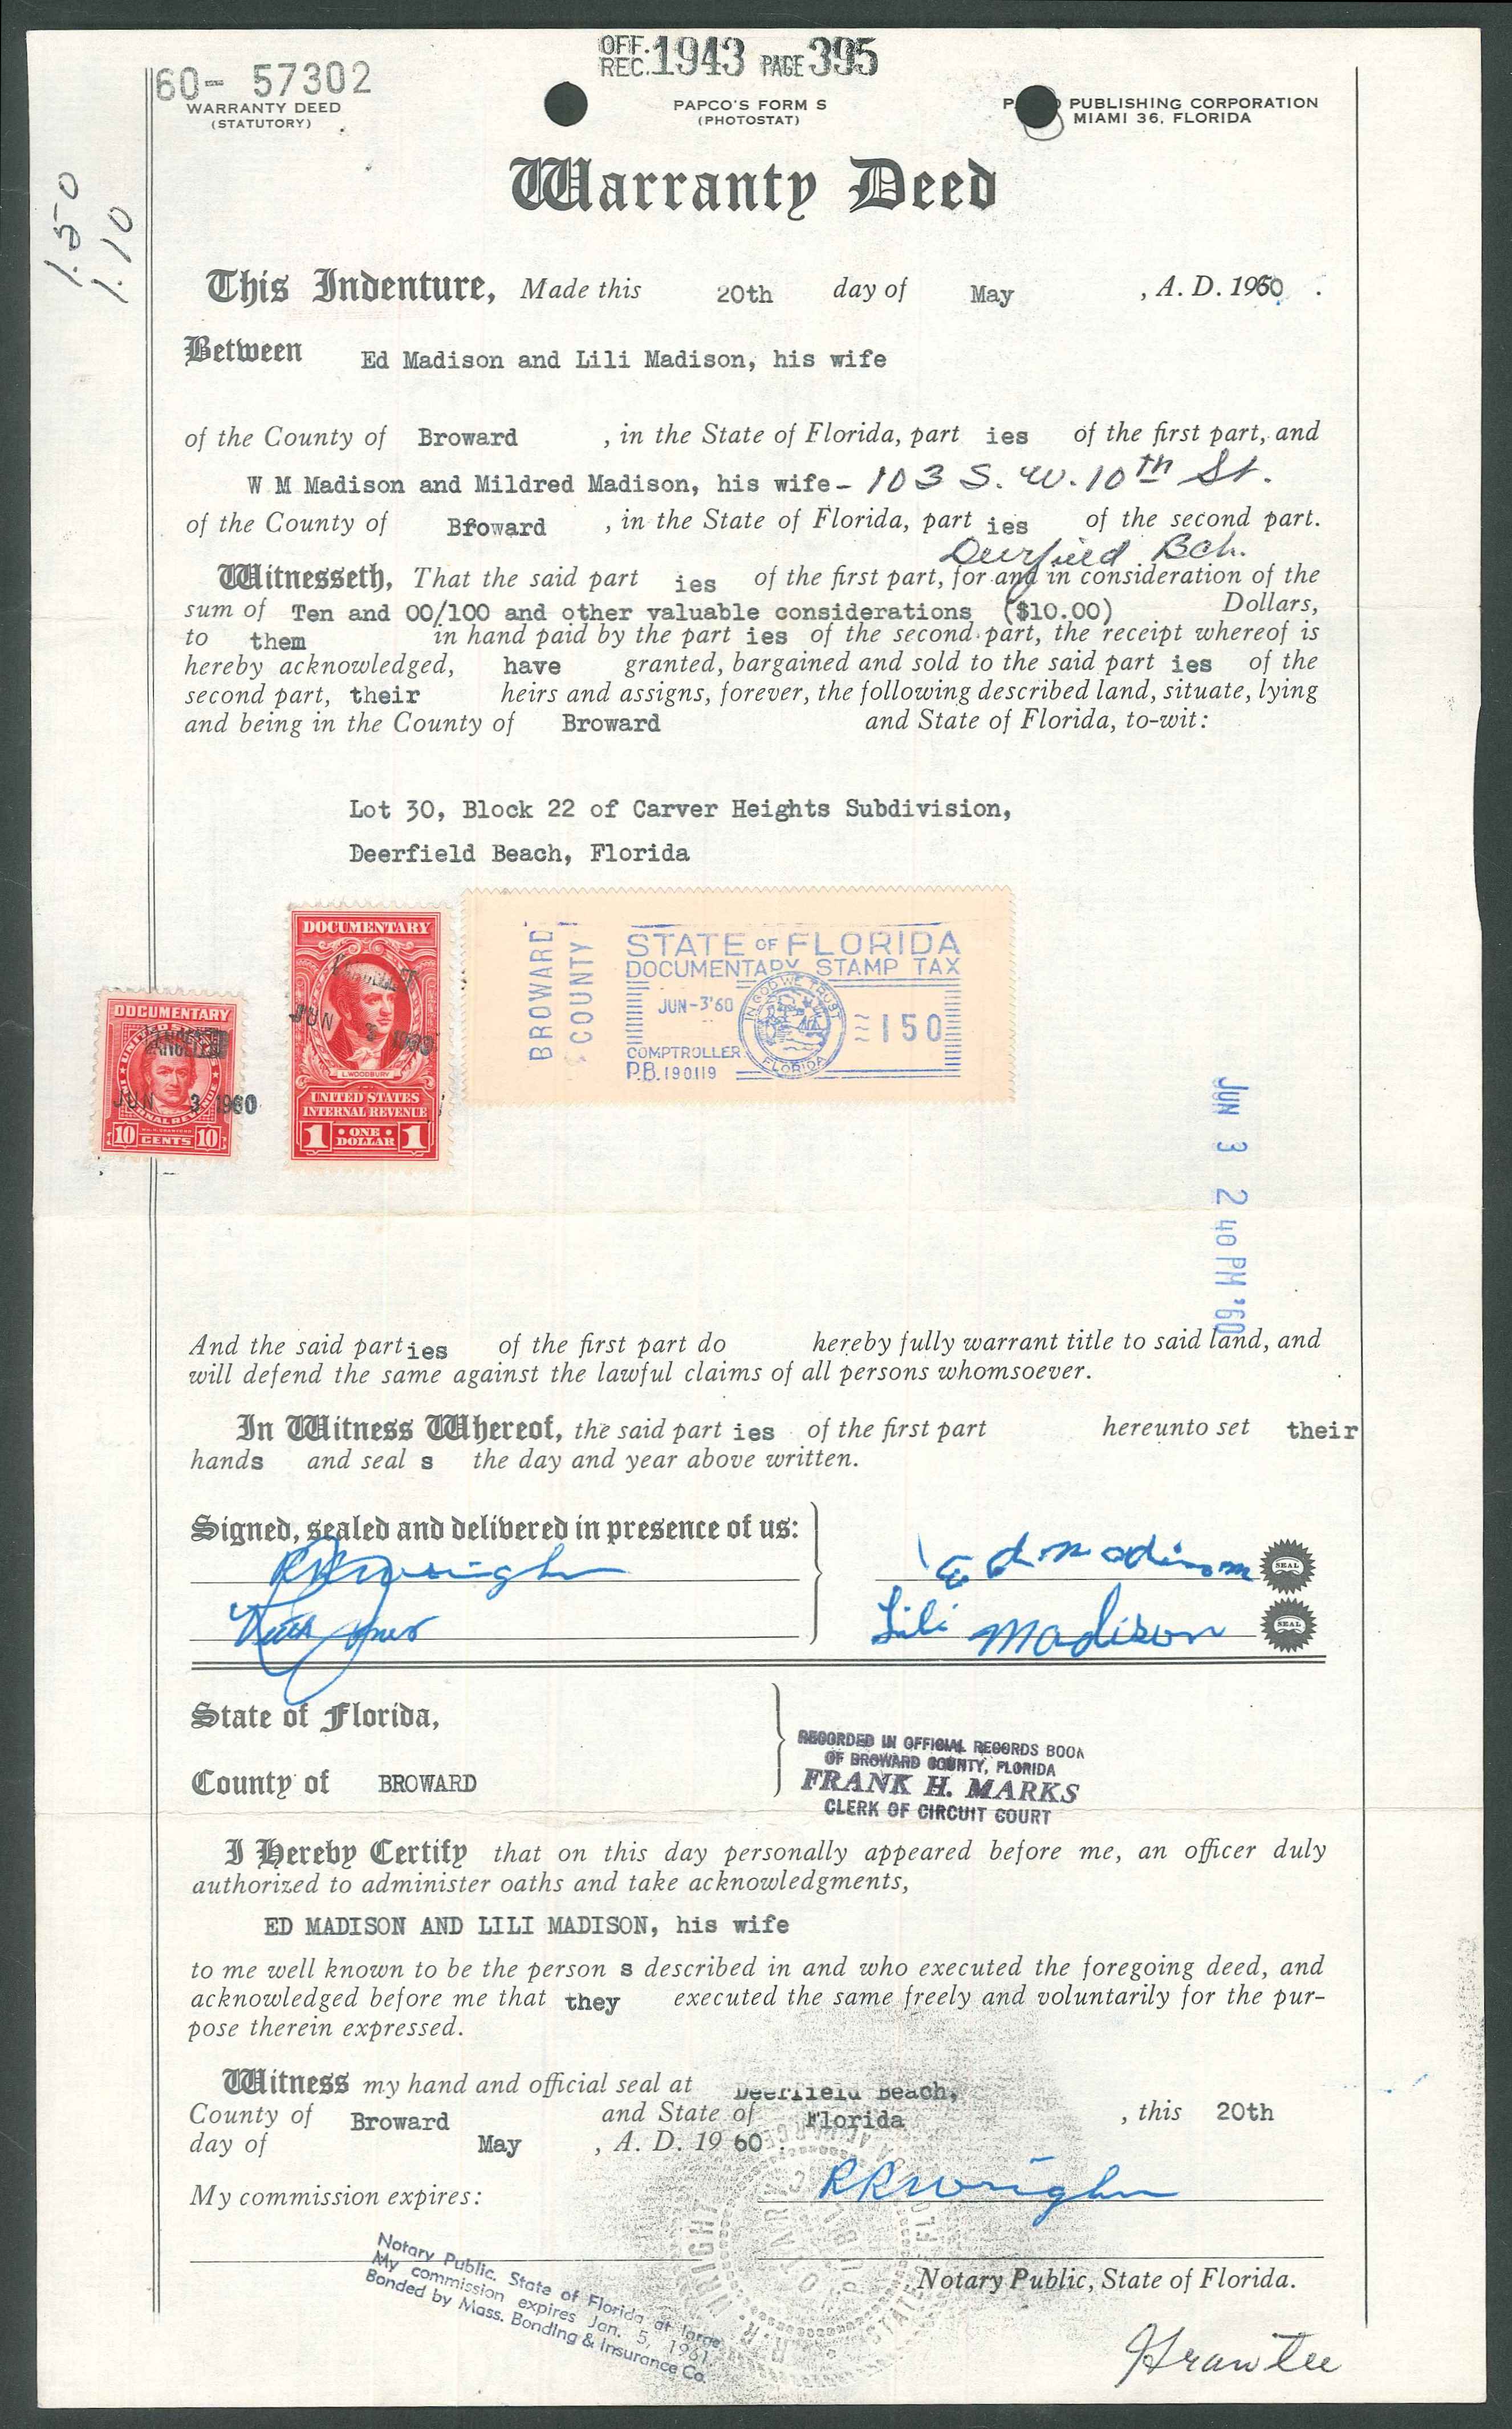 OFF. REC. 1943 PAGE 395
60- 57302
WARRANTY DEED
(STATUTORY)
PAPCO'S FORM S
(PHOTOSTAT)
PUBLISHING CORPORATION
MIAMI 36, FLORIDA
1.50
1.10
Warranty Deed
This Indenture, Made this 20th day of May , A. D. 1960 .
Between Ed Madison and Lili Madison, his wife
of the County of Broward , in the State of Florida, part ies of the first part, and
W M Madison and Mildred Madison, his wife - 103 S. W. 10th St.
of the County of Broward , in the State of Florida, part ies of the second part.
Deerfield Bch.
Witnesseth, That the said part ies of the first part, for and in consideration of the
sum of Ten and 00/100 and other valuable considerations ($10.00) Dollars,
to them in hand paid by the part ies of the second part, the receipt whereof is
hereby acknowledged, have granted, bargained and sold to the said part ies of the
second part, their heirs and assigns, forever, the following described land, situate, lying
and being in the County of Broward and State of Florida, to-wit:
Lot 30, Block 22 of Carver Heights Subdivision,
Deerfield Beach, Florida
DOCUMENTARY
JUN 3 1960
10 CENTS 10
DOCUMENTARY
CANCELLED
JUN 3 1960
L. WOODBURY
UNITED STATES
INTERNAL REVENUE
1 ONE DOLLAR 1
BROWARD
COUNTY
STATE OF FLORIDA
DOCUMENTARY STAMP TAX
JUN-3'60
IN GOD WE TRUST
FLORIDA
≡150
COMPTROLLER
P.B. 190119
JUN 3 2 40 PM '60
And the said parties of the first part do hereby fully warrant title to said land, and
will defend the same against the lawful claims of all persons whomsoever.
In Witness Whereof, the said part ies of the first part hereunto set their
hands and seal s the day and year above written.
Signed, sealed and delivered in presence of us:
RRWright
Ed Madison SEAL
Lili Madison SEAL
State of Florida,
County of BROWARD
RECORDED IN OFFICIAL RECORDS BOOK
OF BROWARD COUNTY, FLORIDA
FRANK H. MARKS
CLERK OF CIRCUIT COURT
I Hereby Certify that on this day personally appeared before me, an officer duly
authorized to administer oaths and take acknowledgments,
ED MADISON AND LILI MADISON, his wife
to me well known to be the person s described in and who executed the foregoing deed, and
acknowledged before me that they executed the same freely and voluntarily for the pur-
pose therein expressed.
Witness my hand and official seal at Deerfield Beach,
County of Broward and State of Florida , this 20th
day of May , A. D. 19 60 .
My commission expires:
RRWright
Notary Public, State of Florida.
Notary Public, State of Florida at large
My commission expires Jan. 5, 1961.
Bonded by Mass. Bonding & Insurance Co.
Grantee